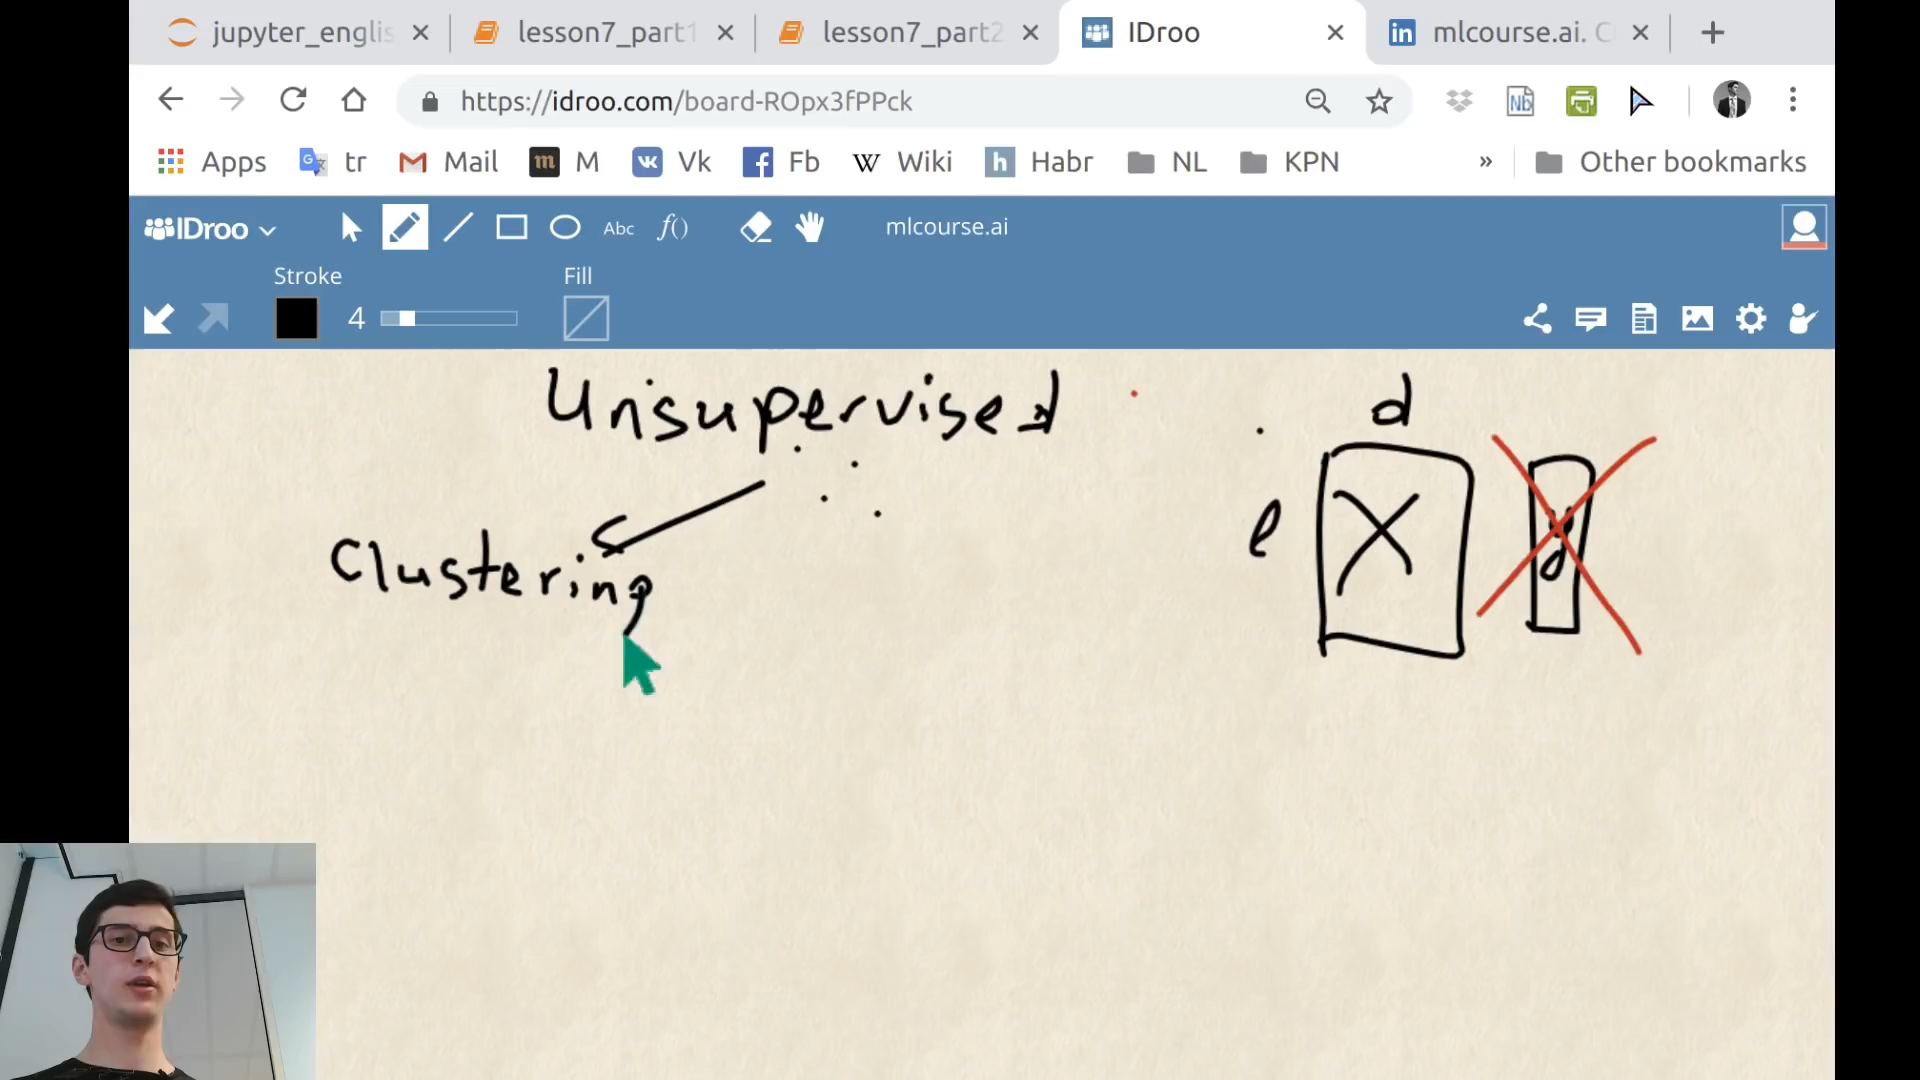 jupyter_englis
lesson7_part1
lesson7_part2
IDroo
mlcourse.ai. C
https://idroo.com/board-ROpx3fPPck
Apps
tr
Mail
M
Vk
Fb
Wiki
Habr
NL
KPN
»
Other bookmarks
IDroo
Abc
f()
mlcourse.ai
Stroke
Fill
4
Unsupervised
d
Clustering
l
X
y